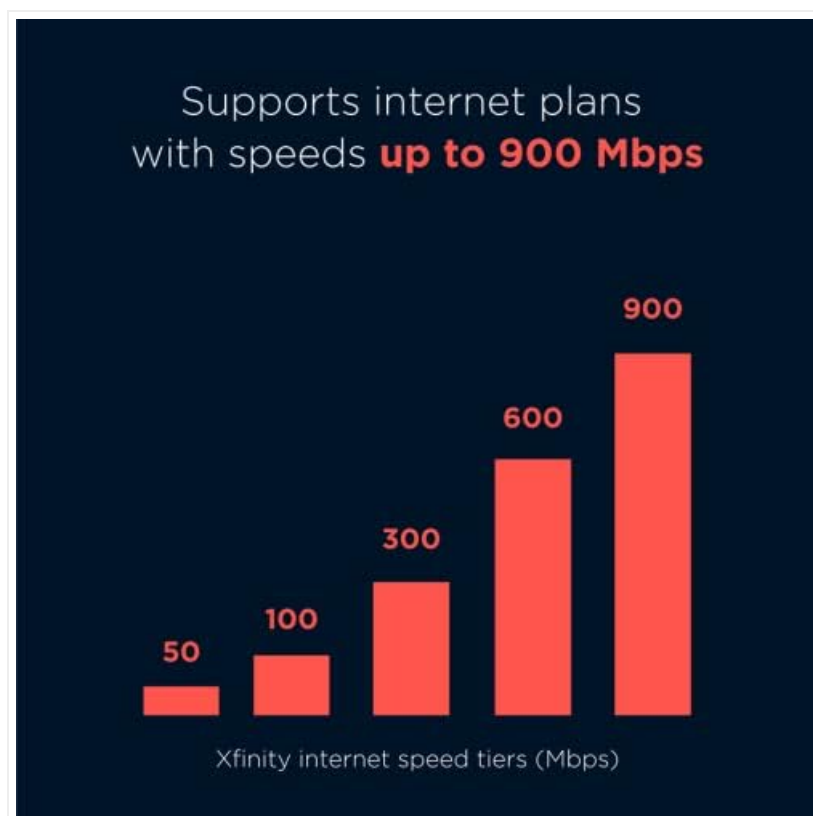 Supports internet plans
with speeds up to 900 Mbps
900
600
300
100
50
Xfinity internet speed tiers (Mbps)